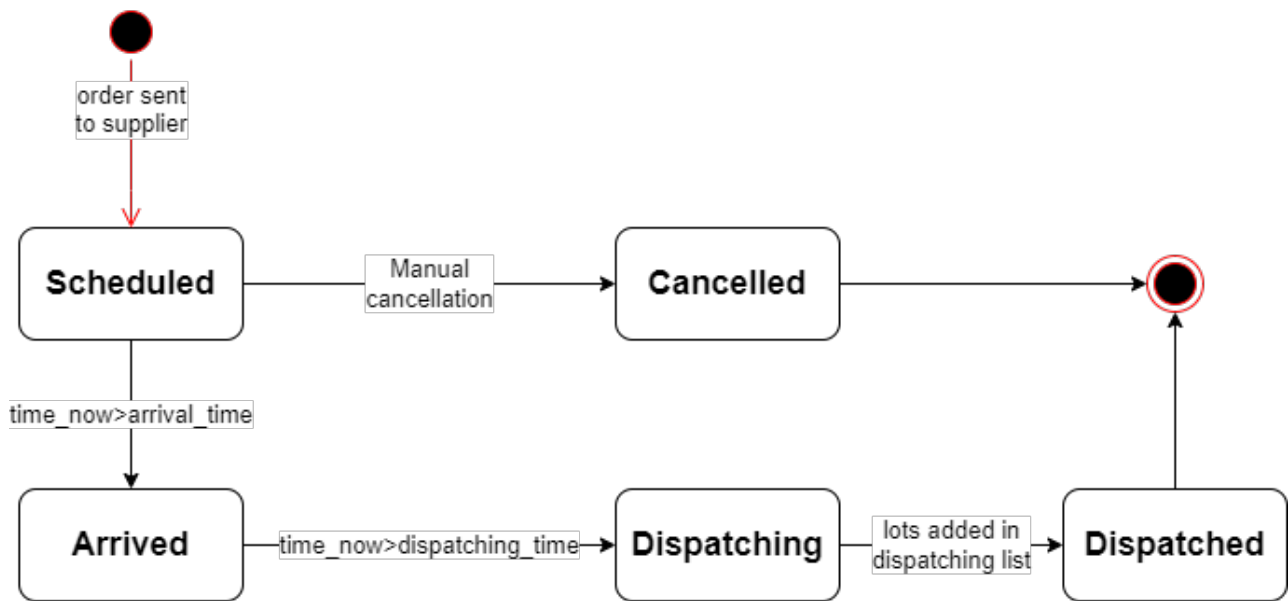 order sent
to supplier
Scheduled
Manual
cancellation
Cancelled
time_now>arrival_time
Arrived
time_now>dispatching_time
Dispatching
lots added in
dispatching list
Dispatched